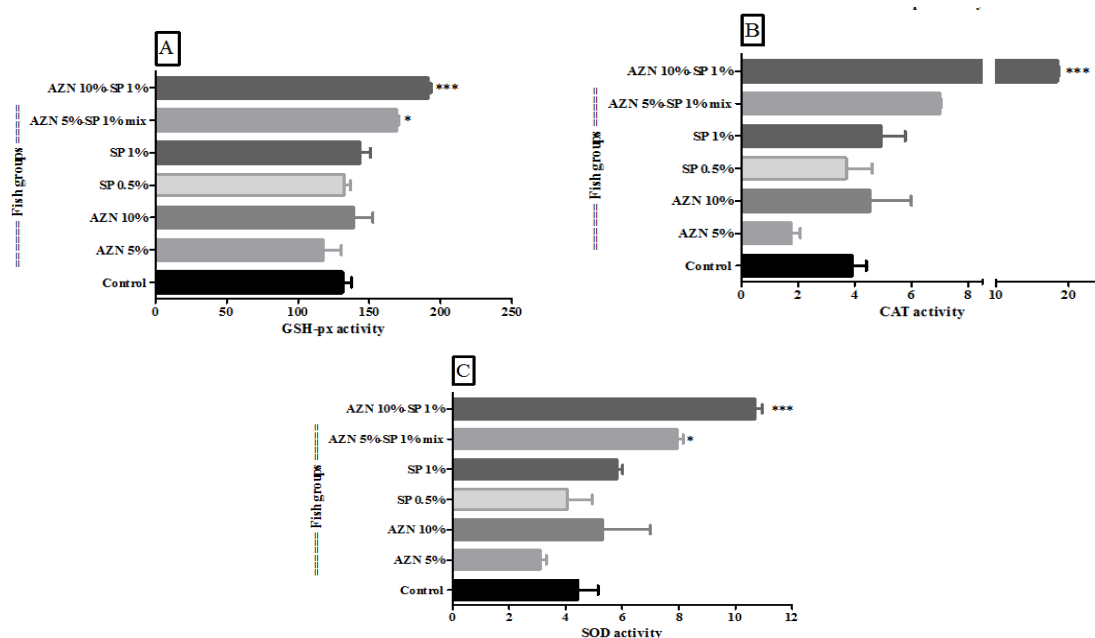 A
AZN 10%-SP 1%
***
AZN 5%-SP 1% mix
*
SP 1%
SP 0.5%
AZN 10%
AZN 5%
Control
Fish groups
0 50 100 150 200 250
GSH-px activity
B
AZN 10%-SP 1%
***
AZN 5%-SP 1% mix
SP 1%
SP 0.5%
AZN 10%
AZN 5%
Control
Fish groups
0 2 4 6 8 10 20
CAT activity
C
AZN 10%-SP 1%
***
AZN 5%-SP 1% mix
*
SP 1%
SP 0.5%
AZN 10%
AZN 5%
Control
Fish groups
0 2 4 6 8 10 12
SOD activity